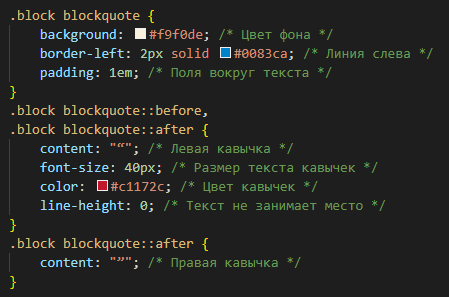 .block blockquote {
    background: #f9f0de; /* Цвет фона */
    border-left: 2px solid #0083ca; /* Линия слева */
    padding: 1em; /* Поля вокруг текста */
}
.block blockquote::before,
.block blockquote::after {
    content: "“"; /* Левая кавычка */
    font-size: 40px; /* Размер текста кавычек */
    color: #c1172c; /* Цвет кавычек */
    line-height: 0; /* Текст не занимает место */
}
.block blockquote::after {
    content: "”"; /* Правая кавычка */
}